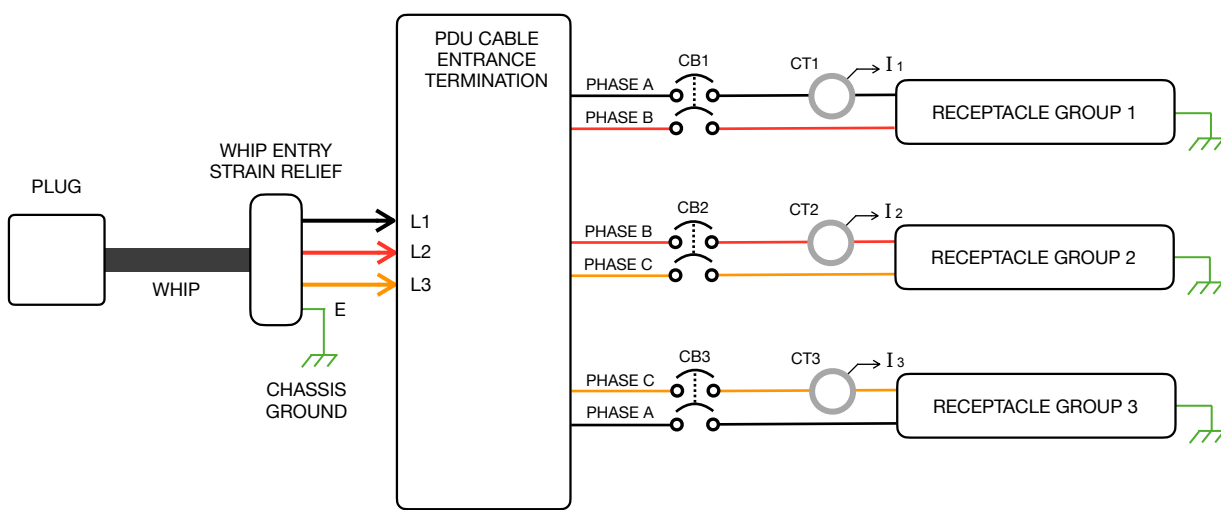 PLUG
WHIP
WHIP ENTRY
STRAIN RELIEF
E
CHASSIS
GROUND
PDU CABLE
ENTRANCE
TERMINATION
L1
L2
L3
PHASE A
PHASE B
CB1
CT1
I 1
RECEPTACLE GROUP 1
PHASE B
PHASE C
CB2
CT2
I 2
RECEPTACLE GROUP 2
PHASE C
PHASE A
CB3
CT3
I 3
RECEPTACLE GROUP 3